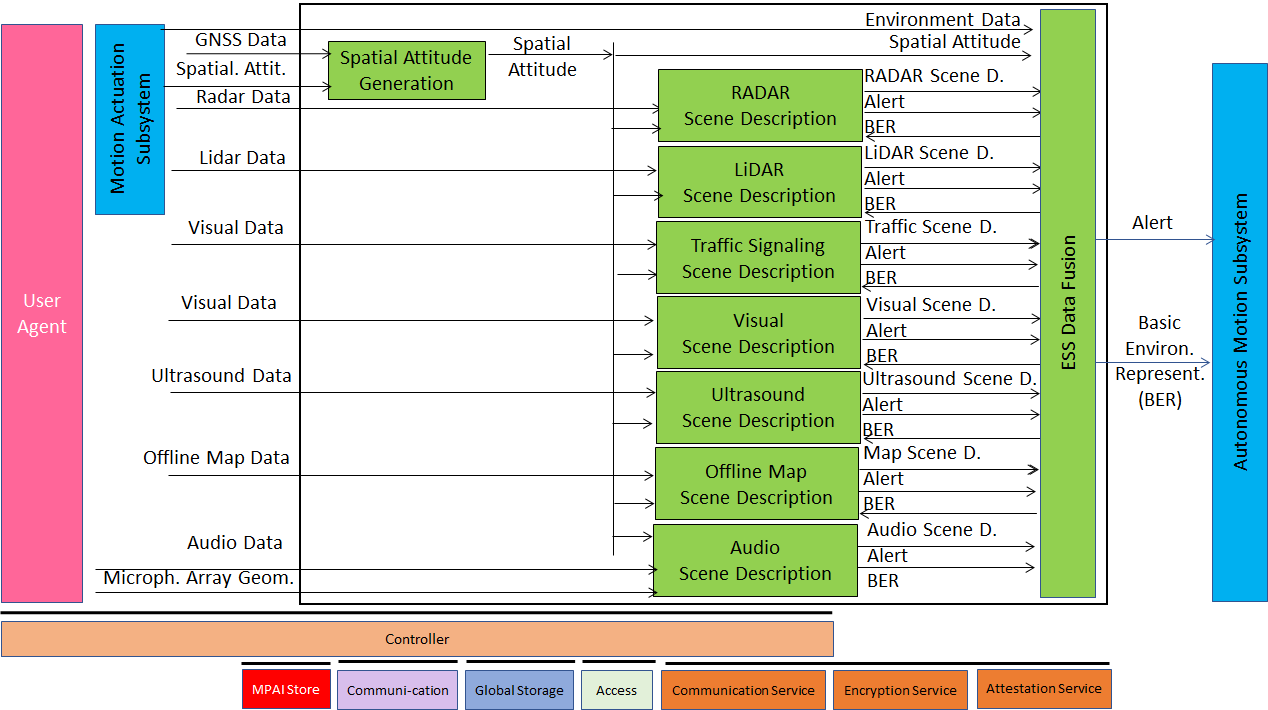 User
Agent
Motion Actuation
Subsystem
GNSS Data
Spatial. Attit.
Radar Data
Lidar Data
Visual Data
Visual Data
Ultrasound Data
Offline Map Data
Audio Data
Microph. Array Geom.
Spatial Attitude
Generation
Spatial
Attitude
Environment Data
Spatial Attitude
RADAR
Scene Description
RADAR Scene D.
Alert
BER
LiDAR
Scene Description
LiDAR Scene D.
Alert
BER
Traffic Signaling
Scene Description
Traffic Scene D.
Alert
BER
Visual
Scene Description
Visual Scene D.
Alert
BER
Ultrasound
Scene Description
Ultrasound Scene D.
Alert
BER
Offline Map
Scene Description
Map Scene D.
Alert
BER
Audio
Scene Description
Audio Scene D.
Alert
BER
ESS Data Fusion
Alert
Basic
Environ.
Represent.
(BER)
Autonomous Motion Subsystem
Controller
MPAI Store
Communi-cation
Global Storage
Access
Communication Service
Encryption Service
Attestation Service